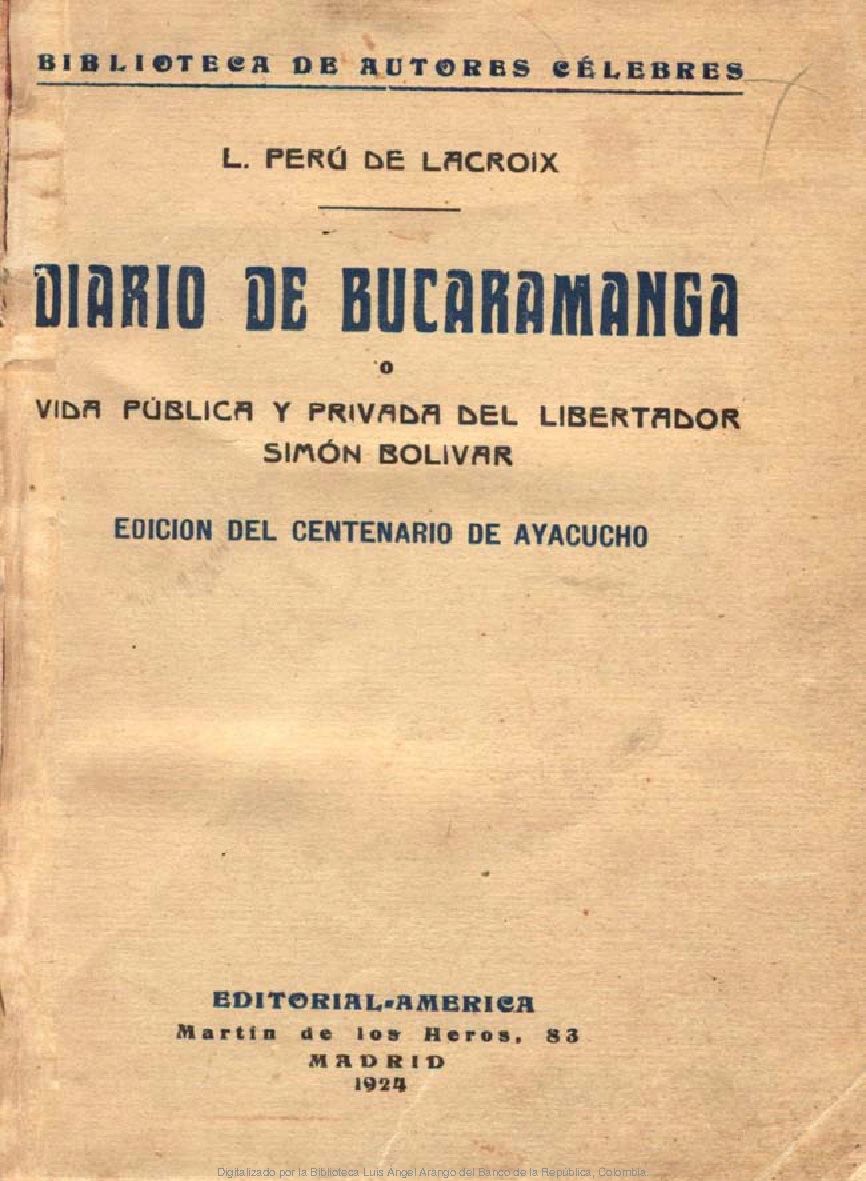 BIBLIOTECA DE AUTORES CÉLEBRES
L. PERÚ DE LACROIX
DIARIO DE BUCARAMANGA
o
VIDA PÚBLICA Y PRIVADA DEL LIBERTADOR
SIMÓN BOLIVAR
EDICION DEL CENTENARIO DE AYACUCHO
EDITORIAL-AMERICA
Martín de los Heros, 83
MADRID
1924
Digitalizado por la Biblioteca Luis Angel Arango del Banco de la República, Colombia.